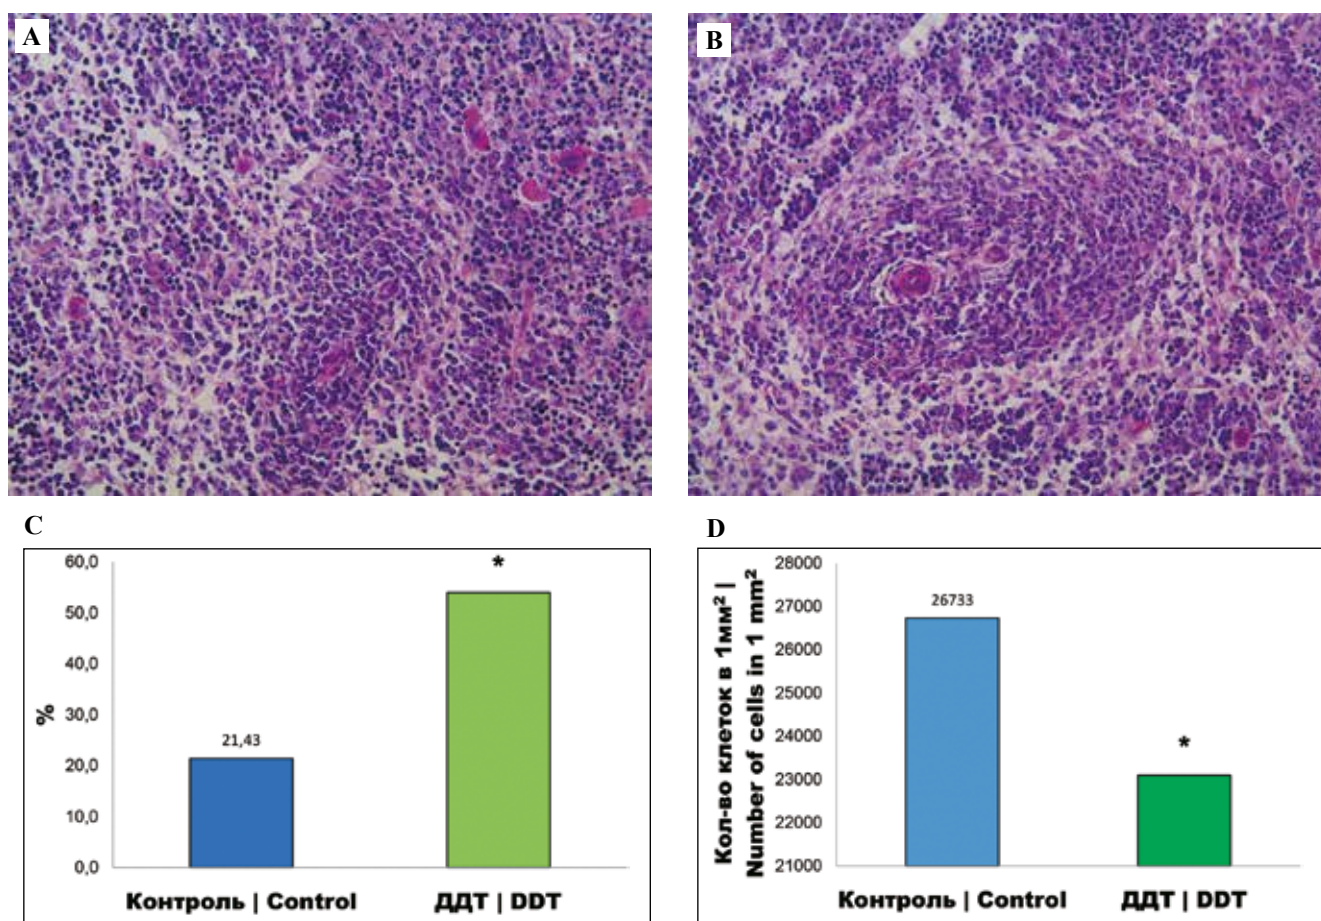 A
B
C
60,0
50,0
40,0
30,0
20,0
10,0
0,0
%
21,43
*
Контроль | Control
ДДТ | DDT
D
Кол-во клеток в 1мм² |
Number of cells in 1 mm²
28000
27000
26000
25000
24000
23000
22000
21000
26733
*
Контроль | Control
ДДТ | DDT